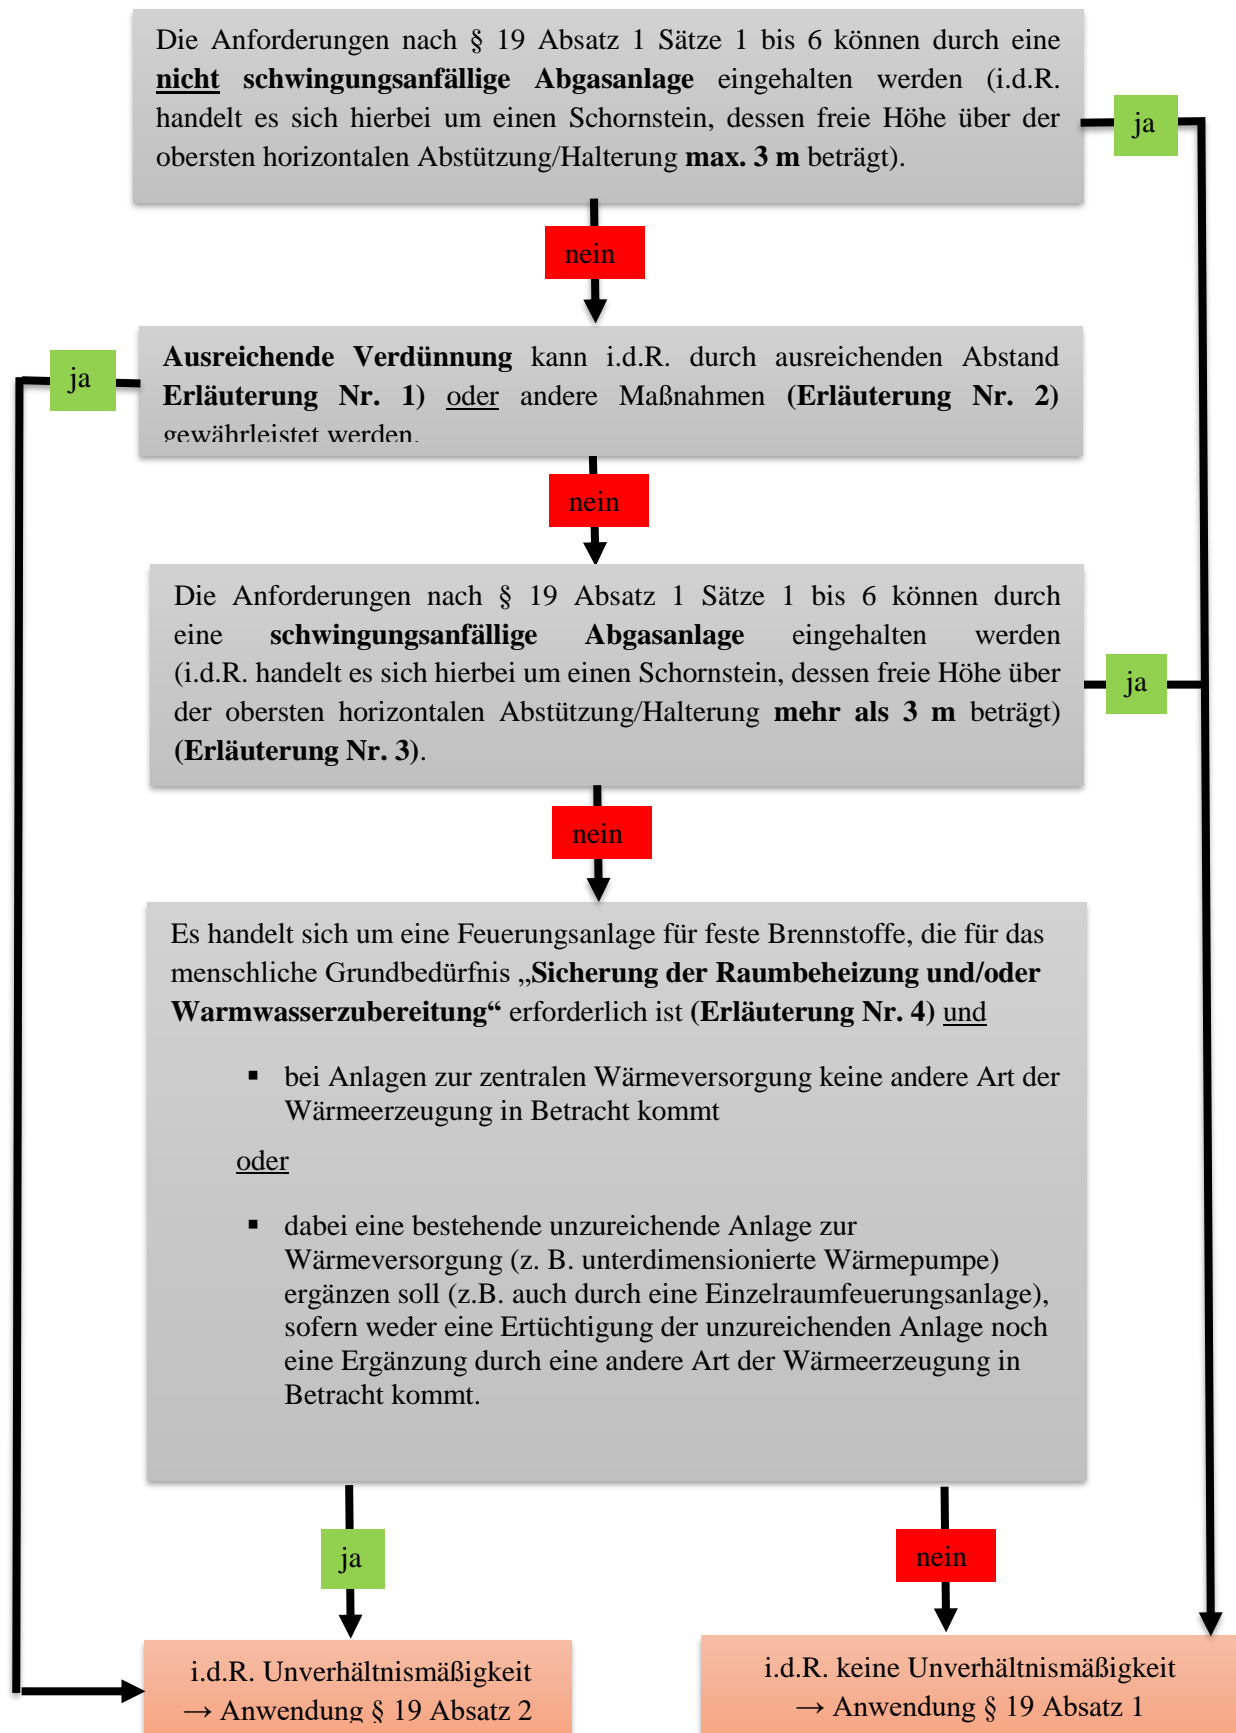 Die Anforderungen nach § 19 Absatz 1 Sätze 1 bis 6 können durch eine
nicht schwingungsanfällige Abgasanlage eingehalten werden (i.d.R.
handelt es sich hierbei um einen Schornstein, dessen freie Höhe über der
obersten horizontalen Abstützung/Halterung max. 3 m beträgt).
ja
nein
Ausreichende Verdünnung kann i.d.R. durch ausreichenden Abstand
Erläuterung Nr. 1) oder andere Maßnahmen (Erläuterung Nr. 2)
gewährleistet werden.
ja
nein
Die Anforderungen nach § 19 Absatz 1 Sätze 1 bis 6 können durch
eine schwingungsanfällige Abgasanlage eingehalten werden
(i.d.R. handelt es sich hierbei um einen Schornstein, dessen freie Höhe über
der obersten horizontalen Abstützung/Halterung mehr als 3 m beträgt)
(Erläuterung Nr. 3).
ja
nein
Es handelt sich um eine Feuerungsanlage für feste Brennstoffe, die für das
menschliche Grundbedürfnis „Sicherung der Raumbeheizung und/oder
Warmwasserzubereitung“ erforderlich ist (Erläuterung Nr. 4) und
▪ bei Anlagen zur zentralen Wärmeversorgung keine andere Art der
Wärmeerzeugung in Betracht kommt
oder
▪ dabei eine bestehende unzureichende Anlage zur
Wärmeversorgung (z. B. unterdimensionierte Wärmepumpe)
ergänzen soll (z.B. auch durch eine Einzelraumfeuerungsanlage),
sofern weder eine Ertüchtigung der unzureichenden Anlage noch
eine Ergänzung durch eine andere Art der Wärmeerzeugung in
Betracht kommt.
ja
nein
i.d.R. Unverhältnismäßigkeit
→ Anwendung § 19 Absatz 2
i.d.R. keine Unverhältnismäßigkeit
→ Anwendung § 19 Absatz 1